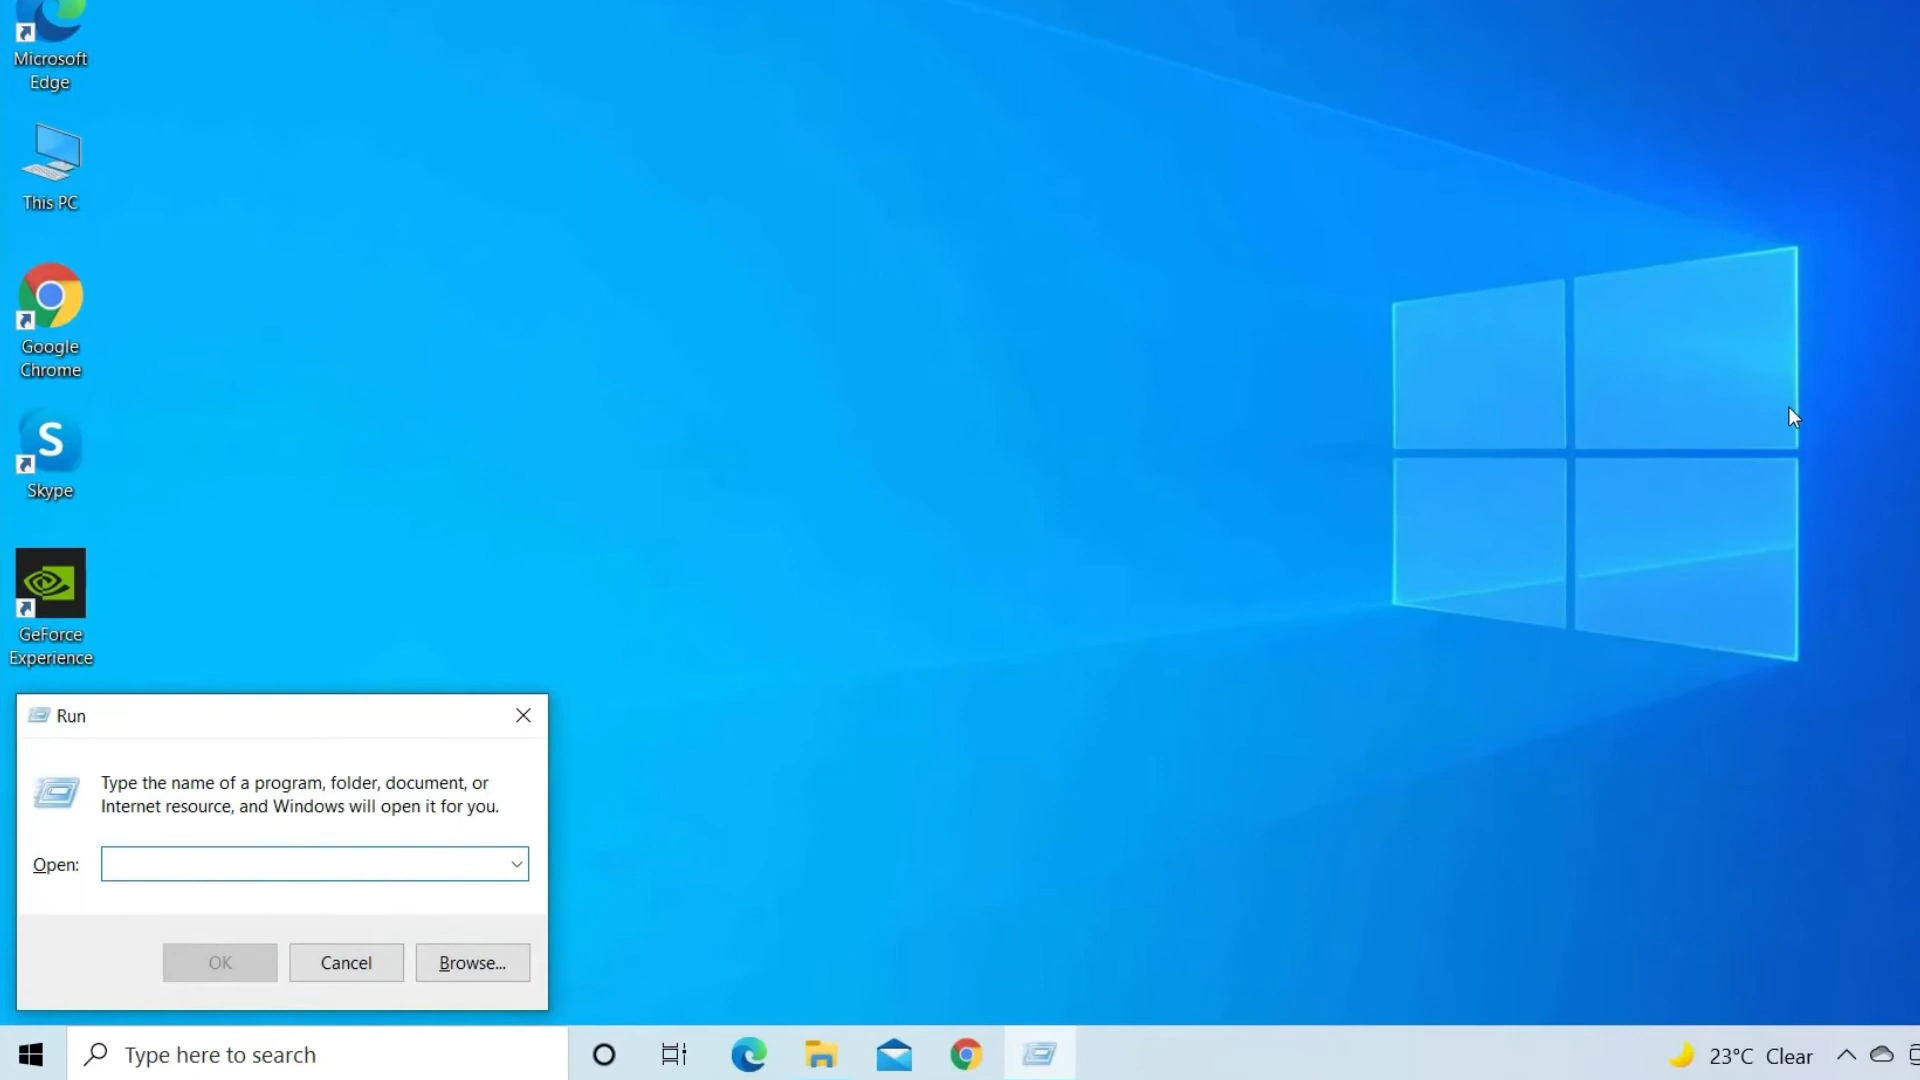 Microsoft
Edge
This PC
Google
Chrome
S
Skype
GeForce
Experience
Run
Type the name of a program, folder, document, or
Internet resource, and Windows will open it for you.
Open:
OK
Cancel
Browse...
Type here to search
23°C Clear